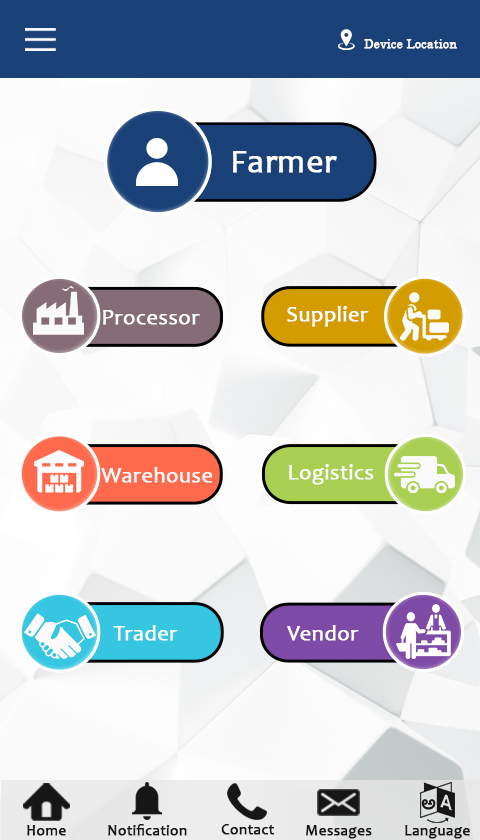 Device Location
Farmer
Processor
Supplier
Warehouse
Logistics
Trader
Vendor
A
Home
Notification
Contact
Messages
Language